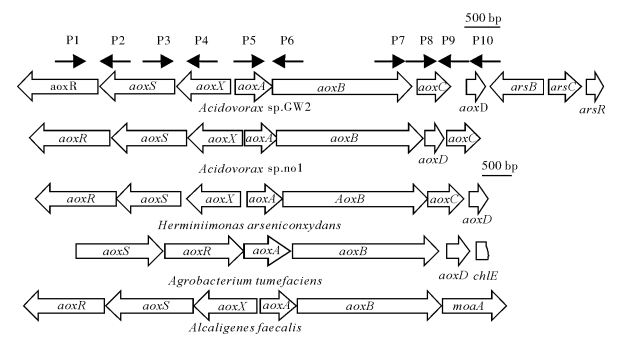 500 bp
P1 P2 P3 P4 P5 P6 P7 P8 P9 P10
aoxR aoxS aoxX aoxA aoxB aoxC aoxD arsB arsC arsR
Acidovorax sp.GW2
aoxR aoxS aoxX aoxA aoxB aoxD aoxC
Acidovorax sp.no1
500 bp
aoxR aoxS aoxX aoxA AoxB aoxC aoxD
Herminiimonas arseniconxydans
aoxS aoxR aoxA aoxB aoxD chlE
Agrobacterium tumefaciens
aoxR aoxS aoxX aoxA aoxB moaA
Alcaligenes faecalis